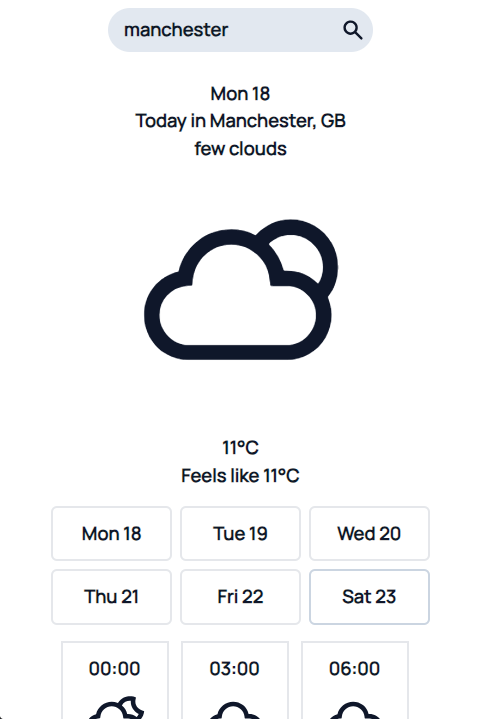 manchester
Mon 18
Today in Manchester, GB
few clouds
11°C
Feels like 11°C
Mon 18 Tue 19 Wed 20
Thu 21 Fri 22 Sat 23
00:00 03:00 06:00